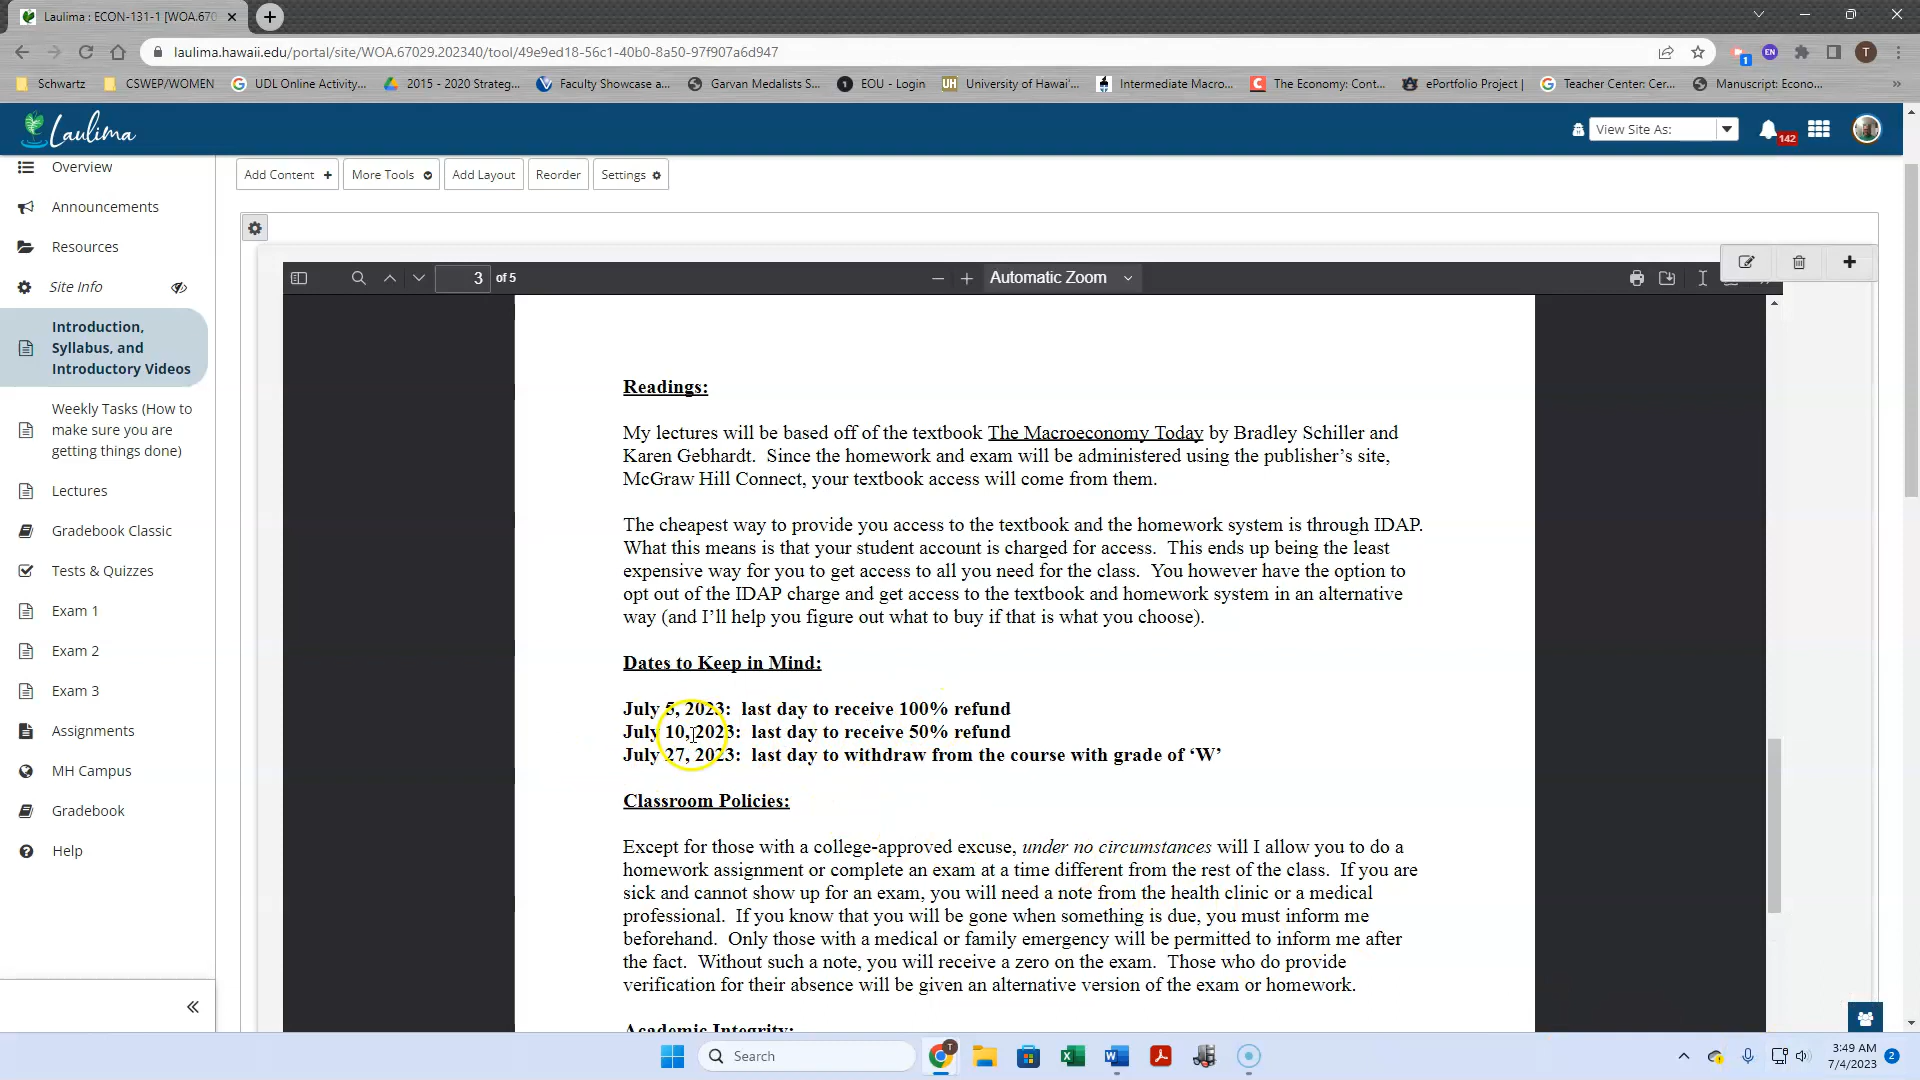 Laulima : ECON-131-1 [WOA.670
laulima.hawaii.edu/portal/site/WOA.67029.202340/tool/49e9ed18-56c1-40b0-8a50-97f907a6d947
1
EN
T
Schwartz
CSWEP/WOMEN
UDL Online Activity...
2015 - 2020 Strateg...
Faculty Showcase a...
Garvan Medalists S...
EOU - Login
University of Hawai'...
Intermediate Macro...
The Economy: Cont...
ePortfolio Project |
Teacher Center: Cer...
Manuscript: Econo...
Laulima
View Site As:
142
Overview
Announcements
Resources
Site Info
Introduction,
Syllabus, and
Introductory Videos
Weekly Tasks (How to
make sure you are
getting things done)
Lectures
Gradebook Classic
Tests & Quizzes
Exam 1
Exam 2
Exam 3
Assignments
MH Campus
Gradebook
Help
Add Content
More Tools
Add Layout
Reorder
Settings
3 of 5
Automatic Zoom
Readings:
My lectures will be based off of the textbook The Macroeconomy Today by Bradley Schiller and
Karen Gebhardt. Since the homework and exam will be administered using the publisher's site,
McGraw Hill Connect, your textbook access will come from them.
The cheapest way to provide you access to the textbook and the homework system is through IDAP.
What this means is that your student account is charged for access. This ends up being the least
expensive way for you to get access to all you need for the class. You however have the option to
opt out of the IDAP charge and get access to the textbook and homework system in an alternative
way (and I'll help you figure out what to buy if that is what you choose).
Dates to Keep in Mind:
July 5, 2023: last day to receive 100% refund
July 10, 2023: last day to receive 50% refund
July 27, 2023: last day to withdraw from the course with grade of 'W'
Classroom Policies:
Except for those with a college-approved excuse, under no circumstances will I allow you to do a
homework assignment or complete an exam at a time different from the rest of the class. If you are
sick and cannot show up for an exam, you will need a note from the health clinic or a medical
professional. If you know that you will be gone when something is due, you must inform me
beforehand. Only those with a medical or family emergency will be permitted to inform me after
the fact. Without such a note, you will receive a zero on the exam. Those who do provide
verification for their absence will be given an alternative version of the exam or homework.
Academic Integrity:
Search
T
3:49 AM
7/4/2023
2